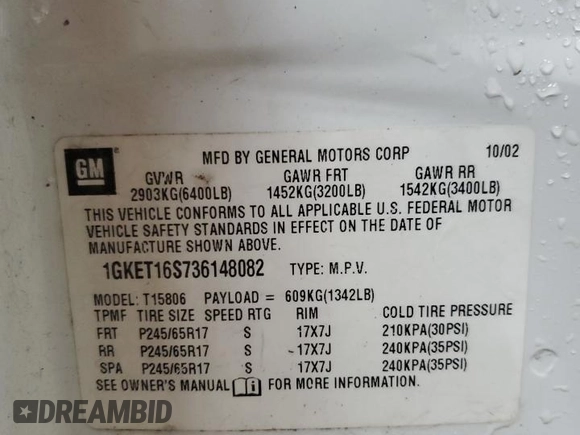 GM
®
MFD BY GENERAL MOTORS CORP 10/02
GVWR GAWR FRT GAWR RR
2903KG(6400LB) 1452KG(3200LB) 1542KG(3400LB)
THIS VEHICLE CONFORMS TO ALL APPLICABLE U.S. FEDERAL MOTOR
VEHICLE SAFETY STANDARDS IN EFFECT ON THE DATE OF
MANUFACTURE SHOWN ABOVE.
1GKET16S736148082 TYPE: M.P.V.
MODEL: T15806 PAYLOAD = 609KG(1342LB)
TPMF TIRE SIZE SPEED RTG RIM COLD TIRE PRESSURE
FRT P245/65R17 S 17X7J 210KPA(30PSI)
RR P245/65R17 S 17X7J 240KPA(35PSI)
SPA P245/65R17 S 17X7J 240KPA(35PSI)
SEE OWNER'S MANUAL FOR MORE INFORMATION.
DREAMBID